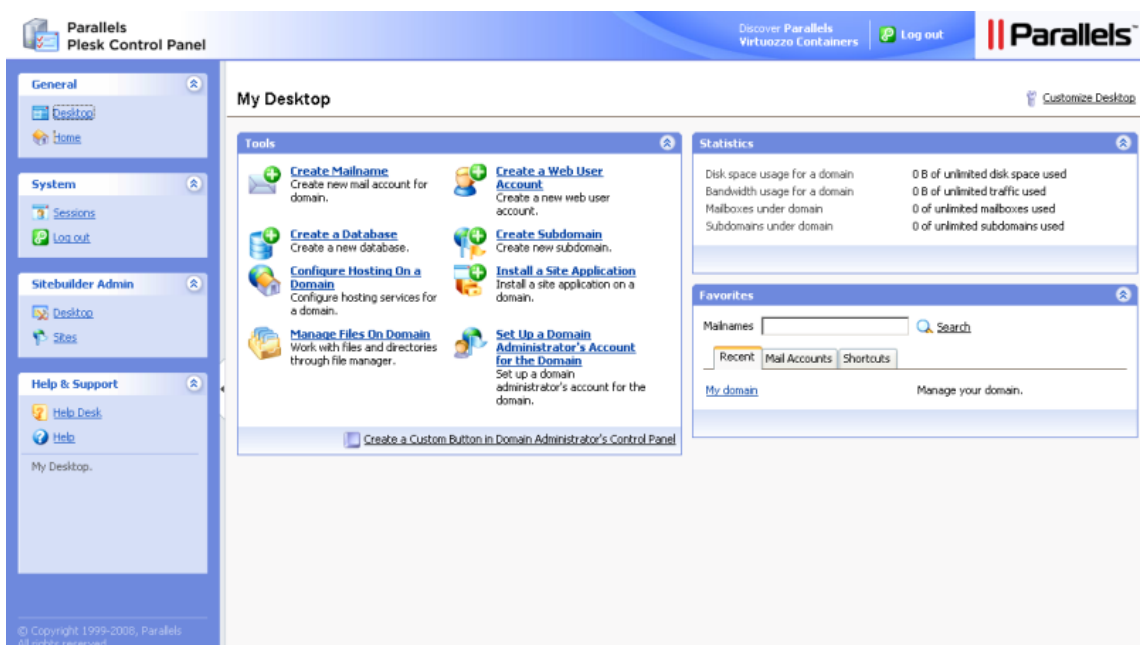 Parallels
Plesk Control Panel
Discover Parallels
Virtuozzo Containers
Log out
Parallels™
General
Desktop
Home
System
Sessions
Log out
Sitebuilder Admin
Desktop
Sites
Help & Support
Help Desk
Help
My Desktop.
© Copyright 1999-2008, Parallels
All rights reserved
My Desktop
Customize Desktop
Tools
Create Mailname
Create new mail account for
domain.
Create a Web User
Account
Create a new web user
account.
Create a Database
Create a new database.
Create Subdomain
Create new subdomain.
Configure Hosting On a
Domain
Configure hosting services for
a domain.
Install a Site Application
Install a site application on a
domain.
Manage Files On Domain
Work with files and directories
through file manager.
Set Up a Domain
Administrator's Account
for the Domain
Set up a domain
administrator's account for the
domain.
Create a Custom Button in Domain Administrator's Control Panel
Statistics
Disk space usage for a domain 0 B of unlimited disk space used
Bandwidth usage for a domain 0 B of unlimited traffic used
Mailboxes under domain 0 of unlimited mailboxes used
Subdomains under domain 0 of unlimited subdomains used
Favorites
Mailnames Search
Recent Mail Accounts Shortcuts
My domain Manage your domain.